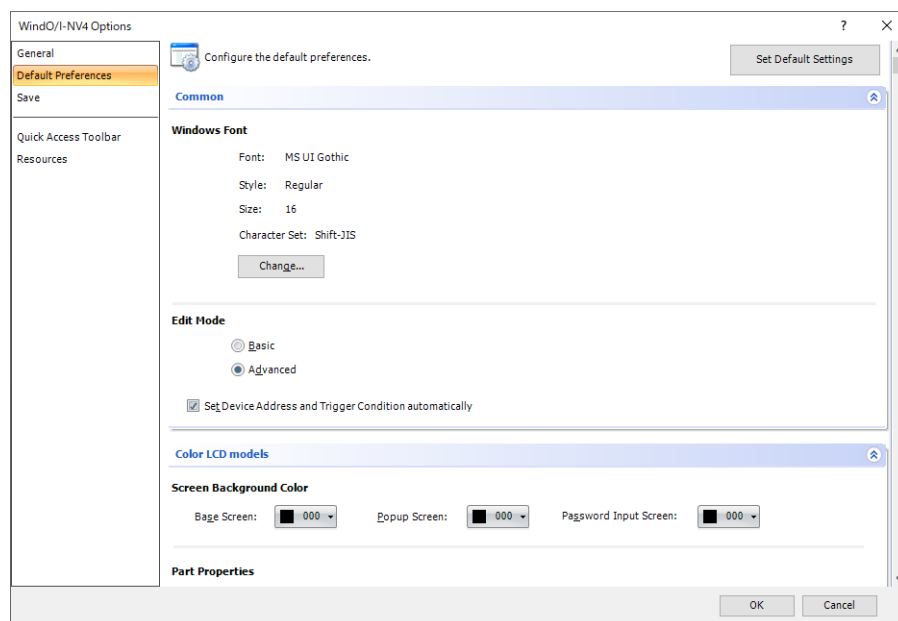 WindO/I-NV4 Options
?
General
Default Preferences
Save
Quick Access Toolbar
Resources
Configure the default preferences.
Set Default Settings
Common
Windows Font
Font: MS UI Gothic
Style: Regular
Size: 16
Character Set: Shift-JIS
Change...
Edit Mode
Basic
Advanced
Set Device Address and Trigger Condition automatically
Color LCD models
Screen Background Color
Base Screen: 000 Popup Screen: 000 Password Input Screen: 000
Part Properties
OK Cancel